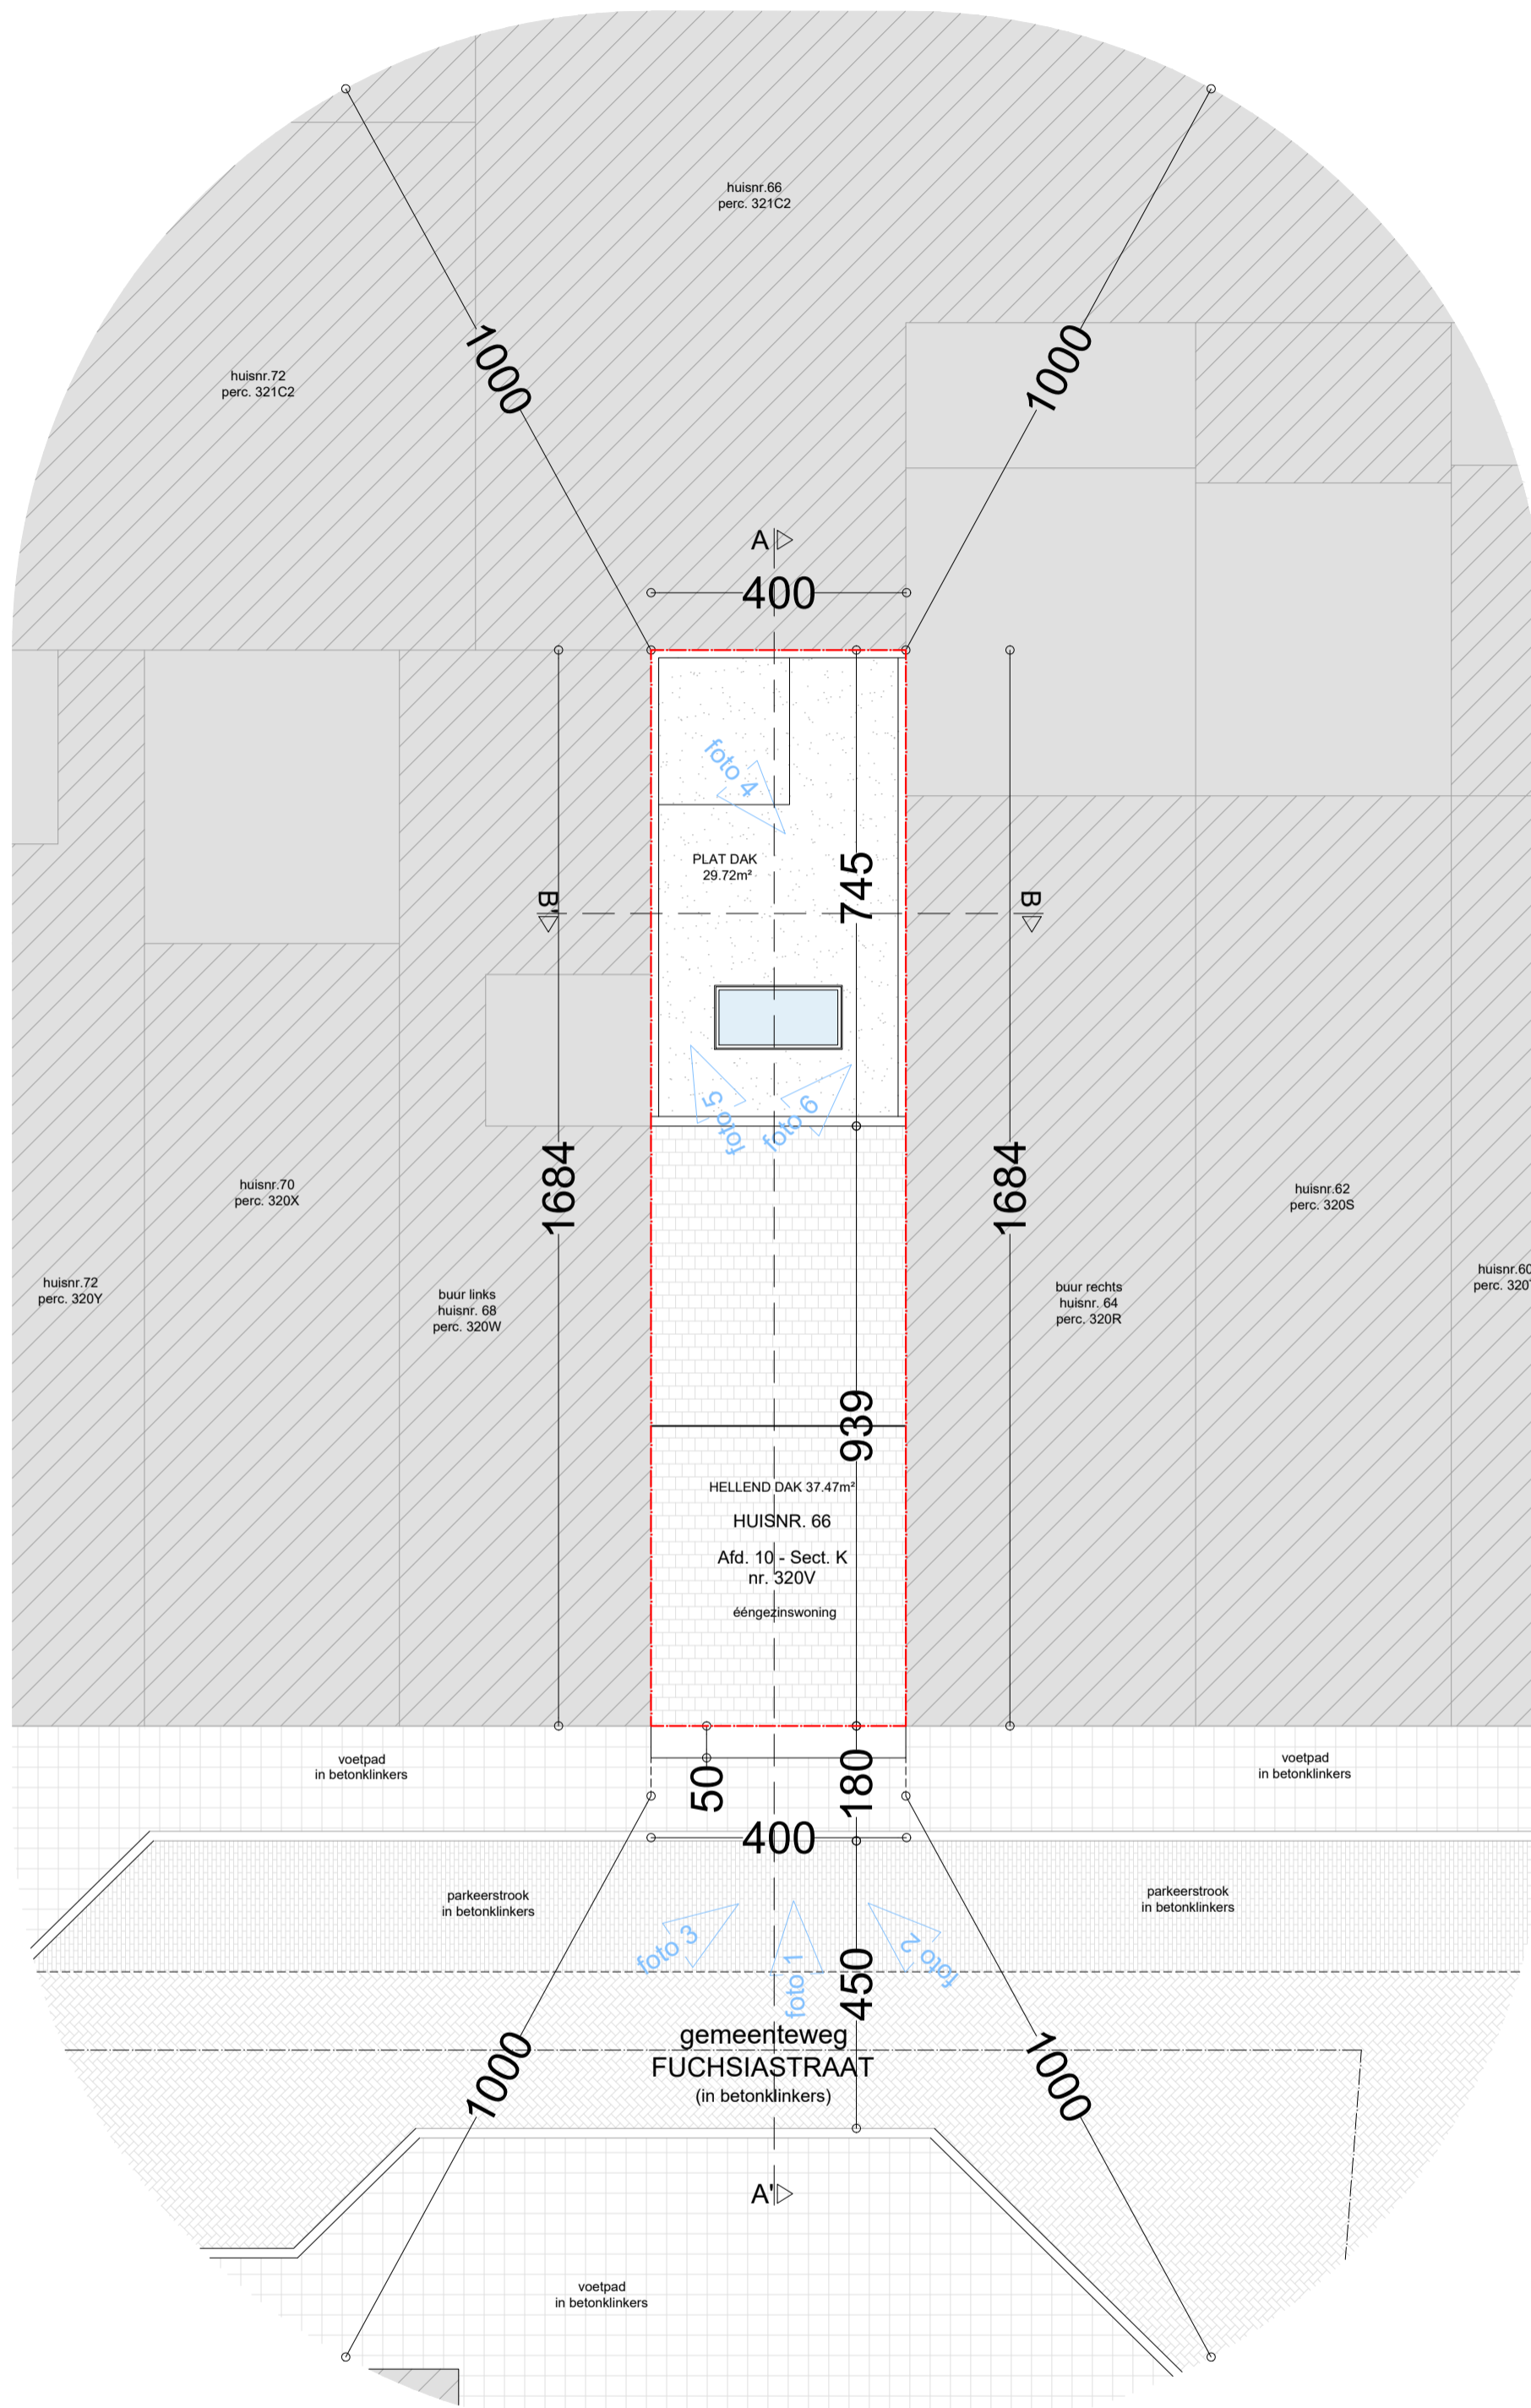 huisnr.66
perc. 321C2
huisnr.72
perc. 321C2
1000
1000
A
400
foto 4
PLAT DAK
29.72m²
745
B'
B
foto 5
foto 6
1684
1684
huisnr.70
perc. 320X
huisnr.62
perc. 320S
huisnr.72
perc. 320Y
buur links
huisnr. 68
perc. 320W
buur rechts
huisnr. 64
perc. 320R
huisnr.60
perc. 320
939
HELLEND DAK 37.47m²
HUISNR. 66
Afd. 10 - Sect. K
nr. 320V
ééngezinswoning
voetpad
in betonklinkers
voetpad
in betonklinkers
50
180
400
parkeerstrook
in betonklinkers
parkeerstrook
in betonklinkers
foto 3
foto 1
foto 2
450
gemeenteweg
FUCHSIASTRAAT
(in betonklinkers)
1000
1000
A'
voetpad
in betonklinkers